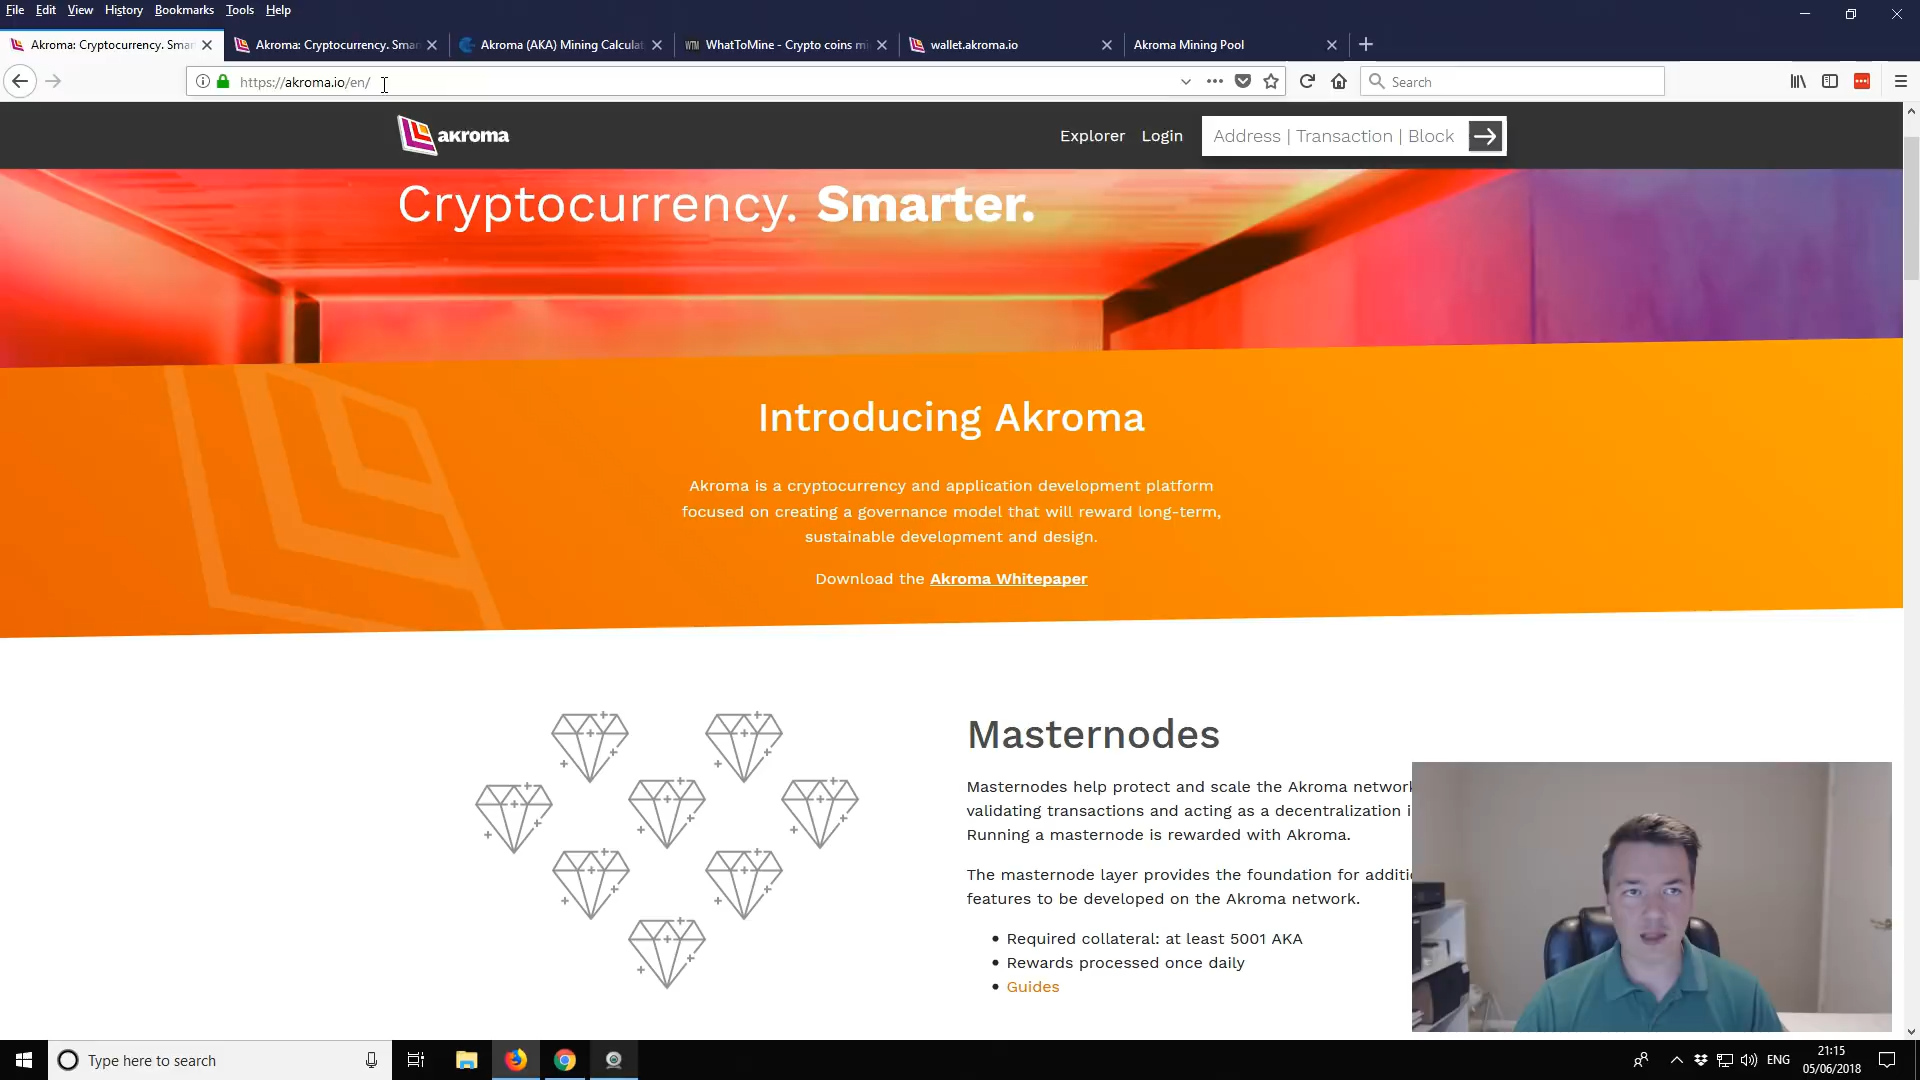 File Edit View History Bookmarks Tools Help
Akroma: Cryptocurrency. Smar
Akroma: Cryptocurrency. Smar
Akroma (AKA) Mining Calculat
WTM WhatToMine - Crypto coins mi
wallet.akroma.io
Akroma Mining Pool
https://akroma.io/en/
Search
akroma
Explorer Login Address | Transaction | Block
Cryptocurrency. Smarter.
Introducing Akroma
Akroma is a cryptocurrency and application development platform
focused on creating a governance model that will reward long-term,
sustainable development and design.
Download the Akroma Whitepaper
Masternodes
Masternodes help protect and scale the Akroma network
validating transactions and acting as a decentralization i
Running a masternode is rewarded with Akroma.
The masternode layer provides the foundation for additi
features to be developed on the Akroma network.
Required collateral: at least 5001 AKA
Rewards processed once daily
Guides
Type here to search
ENG
21:15
05/06/2018